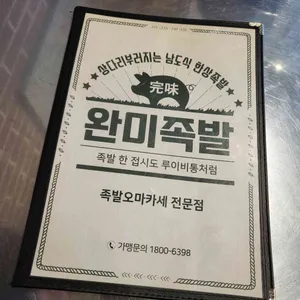 상다리부러지는 남도식 한상족발
完味
완미족발
족발 한 접시도 루이비통처럼
족발오마카세 전문점
가맹문의 1800-6398